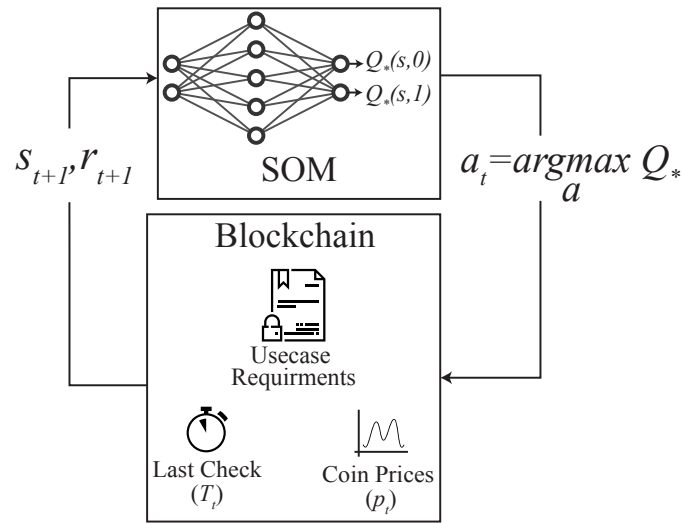 Q*(s,0)
Q*(s,1)
SOM
s_{t+1},r_{t+1}
a_t=argmax Q*
a
Blockchain
Usecase
Requirments
Last Check
(T_t)
Coin Prices
(p_t)